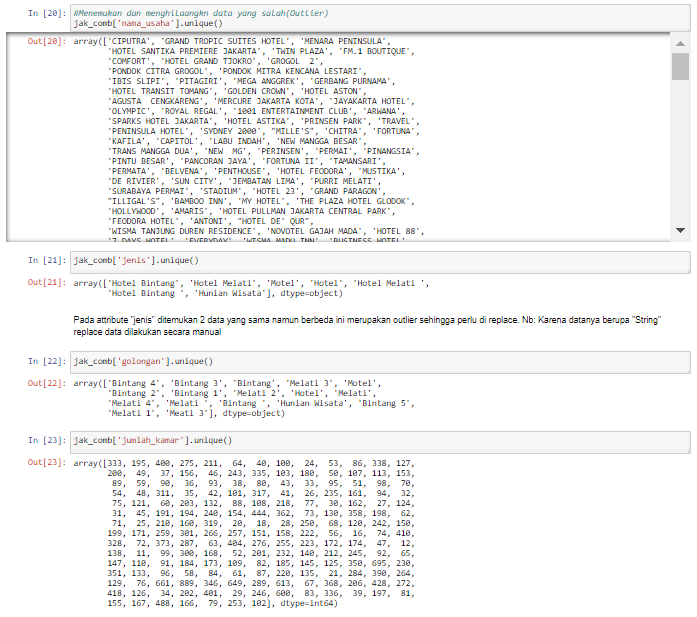 In [20]: #Menemukan dan menghilaangkn data yang salah(Outlier)
jak_comb['nama_usaha'].unique()
Out[20]: array(['CIPUTRA', 'GRAND TROPIC SUITES HOTEL', 'MENARA PENINSULA',
'HOTEL SANTIKA PREMIERE JAKARTA', 'TWIN PLAZA', 'FM.1 BOUTIQUE',
'COMFORT', 'HOTEL GRAND TJOKRO', 'GROGOL  2',
'PONDOK CITRA GROGOL', 'PONDOK MITRA KENCANA LESTARI',
'IBIS SLIPI', 'PITAGIRI', 'MEGA ANGGREK', 'GERBANG PURNAMA',
'HOTEL TRANSIT TOMANG', 'GOLDEN CROWN', 'HOTEL ASTON',
'AGUSTA  CENGKARENG', 'MERCURE JAKARTA KOTA', 'JAYAKARTA HOTEL',
'OLYMPIC', 'ROYAL REGAL', '1001 ENTERTAINMENT CLUB', 'ARWANA',
'SPARKS HOTEL JAKARTA', 'HOTEL ASTIKA', 'PRINSEN PARK', 'TRAVEL',
'PENINSULA HOTEL', 'SYDNEY 2000', "MILLE'S", 'CHITRA', 'FORTUNA',
'KAFILA', 'CAPITOL', 'LABU INDAH', 'NEW MANGGA BESAR',
'TRANS MANGGA DUA', 'NEW  MG', 'PERINSEN', 'PERMAI', 'PINANGSIA',
'PINTU BESAR', 'PANCORAN JAYA', 'FORTUNA II', 'TAMANSARI',
'PERMATA', 'BELVENA', 'PENTHOUSE', 'HOTEL FEODORA', 'MUSTIKA',
'DE RIVIER', 'SUN CITY', 'JEMBATAN LIMA', 'PURRI MELATI',
'SURABAYA PERMAI', 'STADIUM', 'HOTEL 23', 'GRAND PARAGON',
"ILLIGAL'S", 'BAMBOO INN', 'MY HOTEL', 'THE PLAZA HOTEL GLODOK',
'HOLLYWOOD', 'AMARIS', 'HOTEL PULLMAN JAKARTA CENTRAL PARK',
'FEODORA HOTEL', 'ANTONI', "HOTEL DE' QUR",
'WISMA TANJUNG DUREN RESIDENCE', 'NOVOTEL GAJAH MADA', 'HOTEL 88',
'7 DAYS HOTEL', 'EVERYDAY', 'WISMA MADU INN', 'BUSINESS HOTEL',
In [21]: jak_comb['jenis'].unique()
Out[21]: array(['Hotel Bintang', 'Hotel Melati', 'Motel', 'Hotel', 'Hotel Melati ',
'Hotel Bintang ', 'Hunian Wisata'], dtype=object)
Pada attribute "jenis" ditemukan 2 data yang sama namun berbeda ini merupakan outlier sehingga perlu di replace. Nb: Karena datanya berupa "String"
replace data dilakukan secara manual
In [22]: jak_comb['golongan'].unique()
Out[22]: array(['Bintang 4', 'Bintang 3', 'Bintang', 'Melati 3', 'Motel',
'Bintang 2', 'Bintang 1', 'Melati 2', 'Hotel', 'Melati',
'Melati 4', 'Melati ', 'Bintang ', 'Hunian Wisata', 'Bintang 5',
'Melati 1', 'Meati 3'], dtype=object)
In [23]: jak_comb['jumlah_kamar'].unique()
Out[23]: array([333, 195, 400, 275, 211,  64,  40, 100,  24,  53,  86, 338, 127,
200,  49,  37, 156,  46, 243, 335, 103, 180,  50, 107, 113, 153,
89,  59,  90,  36,  93,  38,  80,  43,  33,  95,  51,  98,  70,
54,  48, 311,  35,  42, 101, 317,  41,  26, 235, 161,  94,  32,
75, 121,  60, 203, 132,  88, 108, 218,  77,  30, 162,  27, 124,
31,  45, 191, 194, 240, 154, 444, 362,  73, 130, 358, 198,  62,
71,  25, 210, 160, 319,  20,  18,  28, 250,  68, 120, 242, 150,
199, 171, 259, 301, 266, 257, 151, 158, 222,  56,  16,  74, 410,
328,  72, 373, 287,  63, 404, 276, 255, 223, 172, 174,  47,  12,
138,  11,  99, 300, 168,  52, 201, 232, 140, 212, 245,  92,  65,
147, 110,  91, 184, 173, 109,  82, 185, 145, 125, 350, 695, 230,
351, 133,  96,  58,  84,  61,  87, 220, 135,  21, 284, 390, 264,
129,  76, 661, 889, 346, 649, 289, 613,  67, 368, 206, 428, 272,
418, 126,  34, 202, 401,  29, 246, 600,  83, 336,  39, 197,  81,
155, 167, 488, 166,  79, 253, 102], dtype=int64)